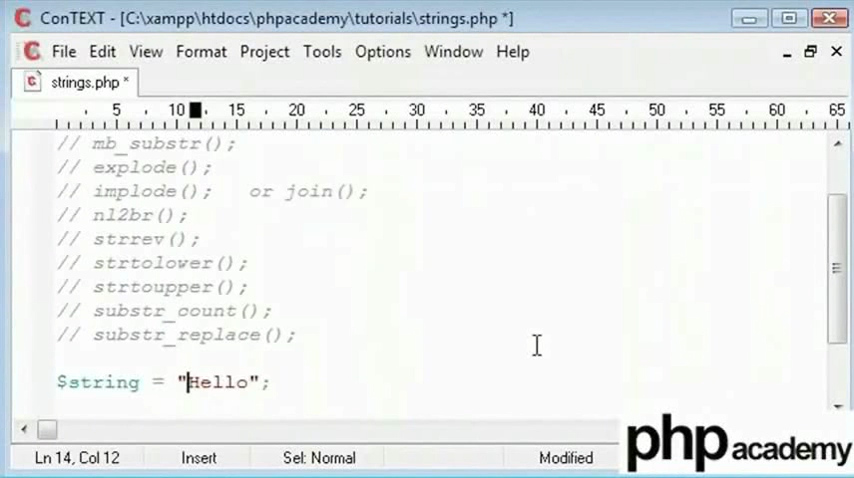 ConTEXT - [C:\xampp\htdocs\phpacademy\tutorials\strings.php *]
File Edit View Format Project Tools Options Window Help
strings.php *
5 10 15 20 25 30 35 40 45 50 55 60 65
// mb_substr();
// explode();
// implode();   or join();
// nl2br();
// strrev();
// strtolower();
// strtoupper();
// substr_count();
// substr_replace();
$string = "Hello";
Ln 14, Col 12 Insert Sel: Normal Modified
php academy